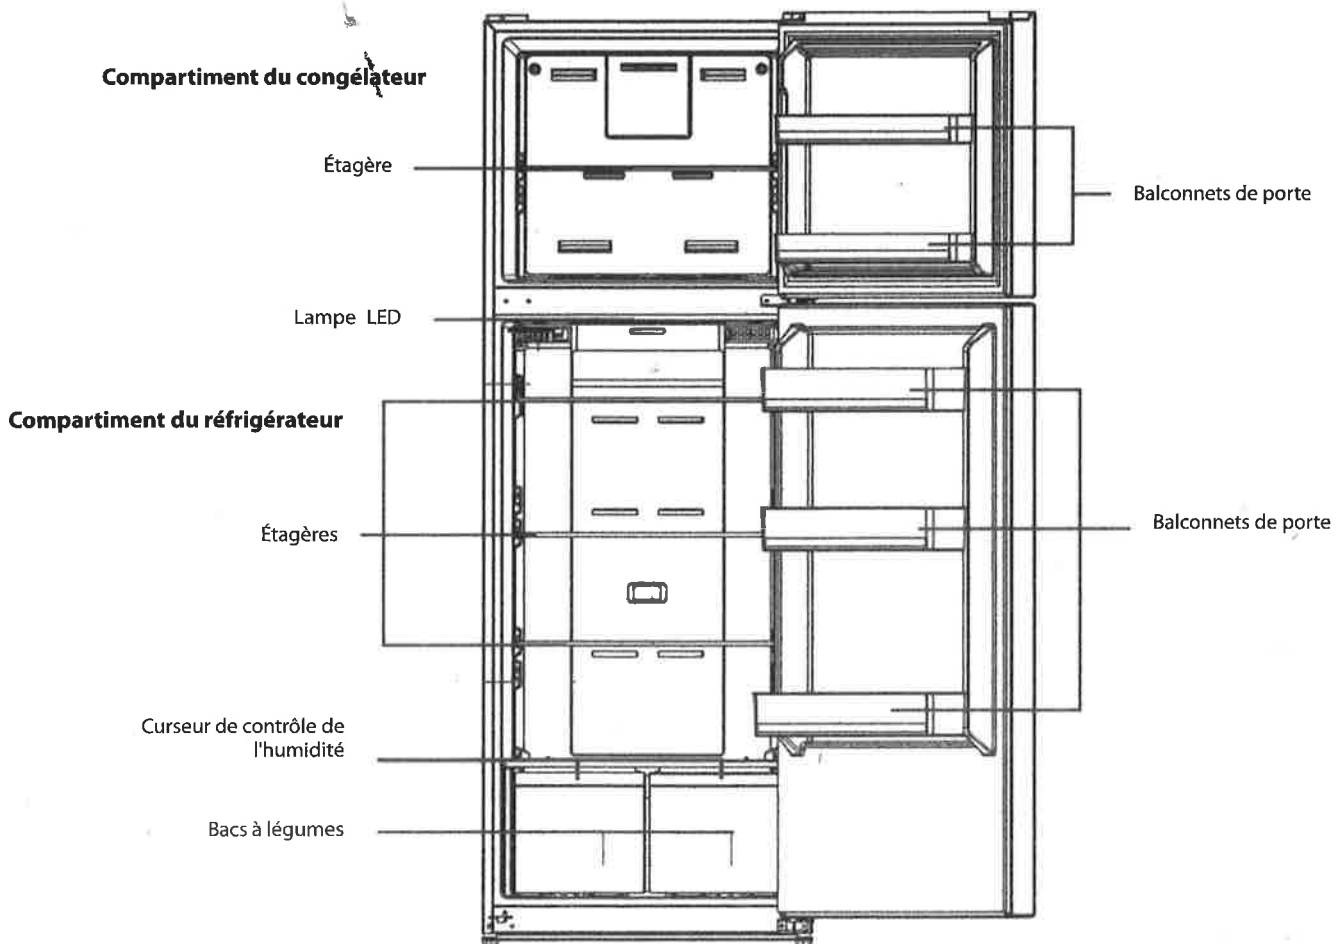 Compartiment du congélateur
Étagère
Balconnets de porte
Lampe LED
Compartiment du réfrigérateur
Étagères
Balconnets de porte
Curseur de contrôle de
l'humidité
Bacs à légumes